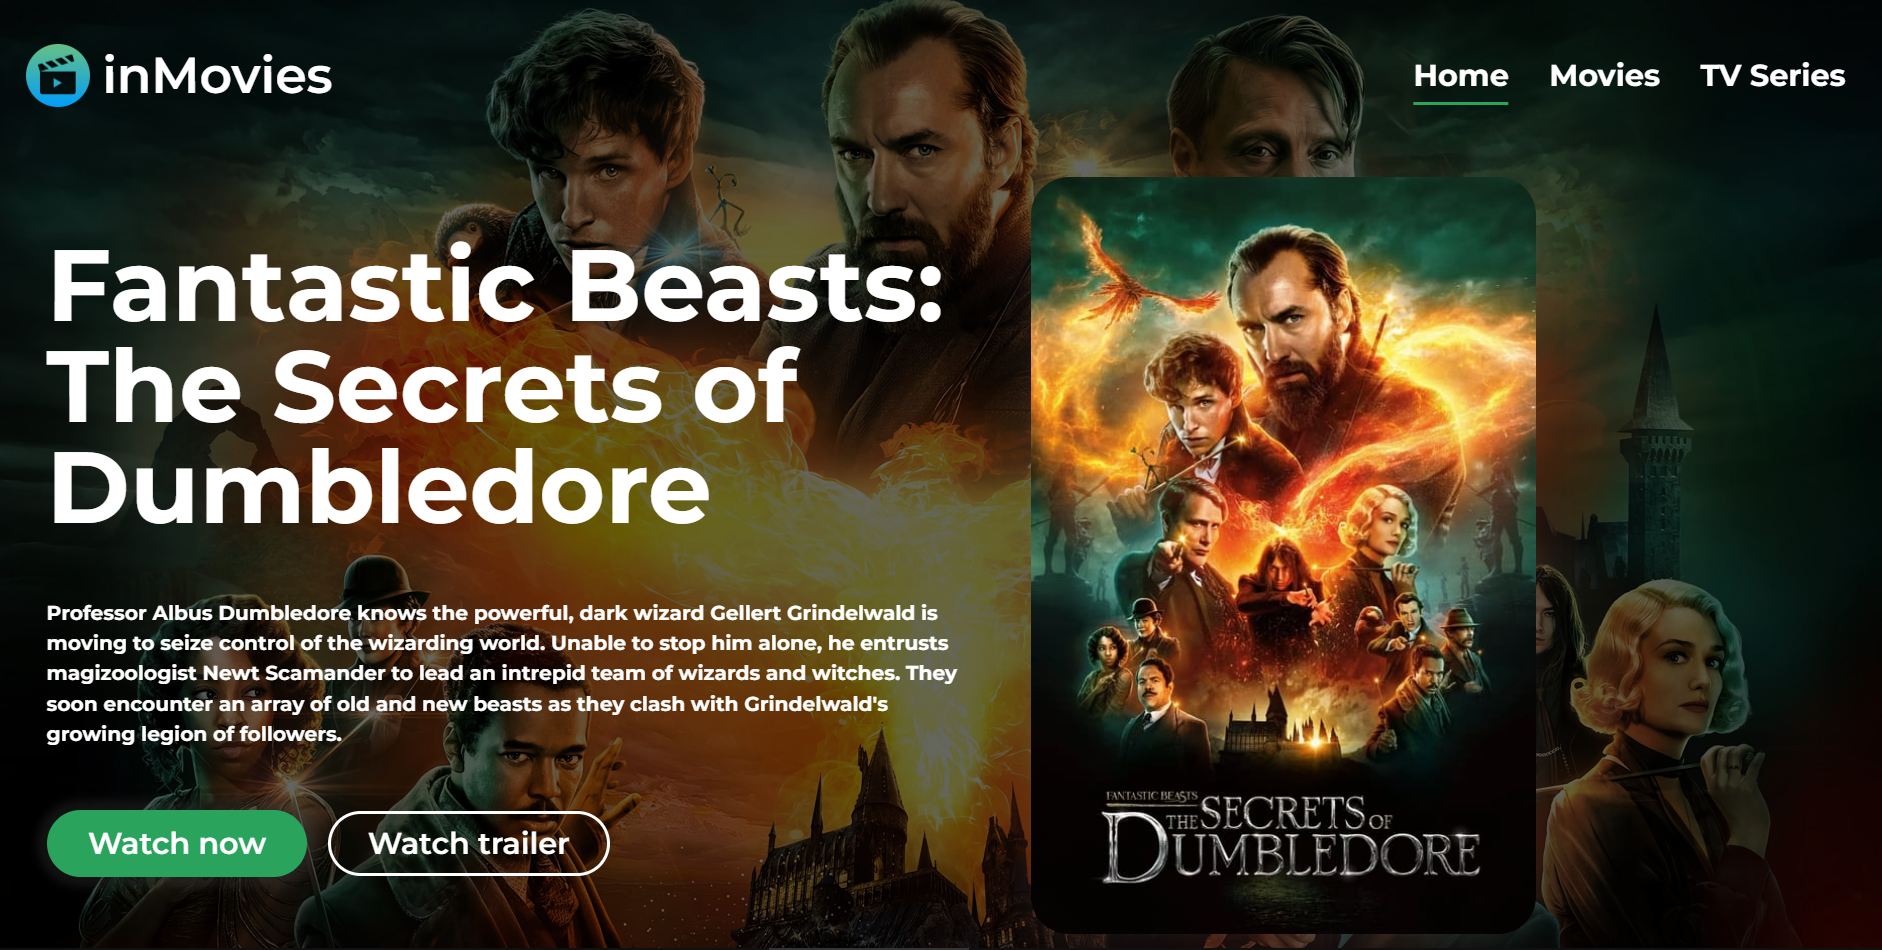 inMovies
Home Movies TV Series
Fantastic Beasts:
The Secrets of
Dumbledore
Professor Albus Dumbledore knows the powerful, dark wizard Gellert Grindelwald is
moving to seize control of the wizarding world. Unable to stop him alone, he entrusts
magizoologist Newt Scamander to lead an intrepid team of wizards and witches. They
soon encounter an array of old and new beasts as they clash with Grindelwald's
growing legion of followers.
Watch now
Watch trailer
FANTASTIC BEASTS
THE SECRETS OF
DUMBLEDORE